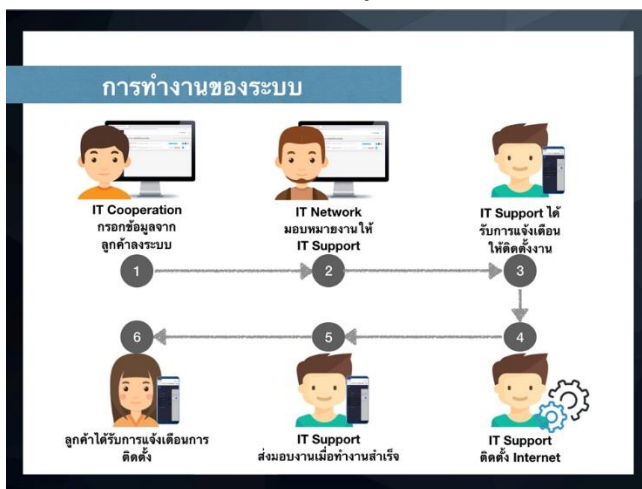 การทำงานของระบบ
IT Cooperation
กรอกข้อมูลจาก
ลูกค้าลงระบบ
IT Network
มอบหมายงานให้
IT Support
IT Support ได้
รับการแจ้งเตือน
ให้ติดตั้งงาน
1
2
3
4
5
6
IT Support
ติดตั้ง Internet
IT Support
ส่งมอบงานเมื่อทำงานสำเร็จ
ลูกค้าได้รับการแจ้งเตือนการ
ติดตั้ง